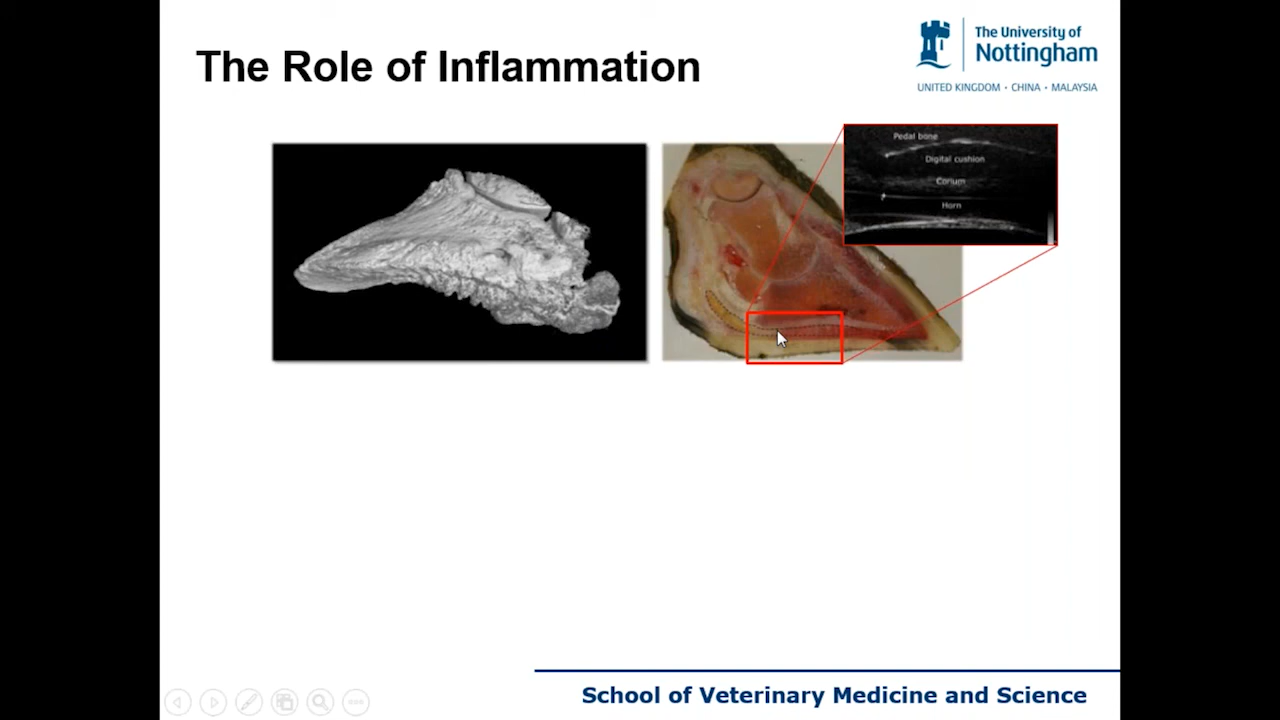 The Role of Inflammation
The University of
Nottingham
UNITED KINGDOM · CHINA · MALAYSIA
Pedal bone
Digital cushion
Corium
Horn
School of Veterinary Medicine and Science